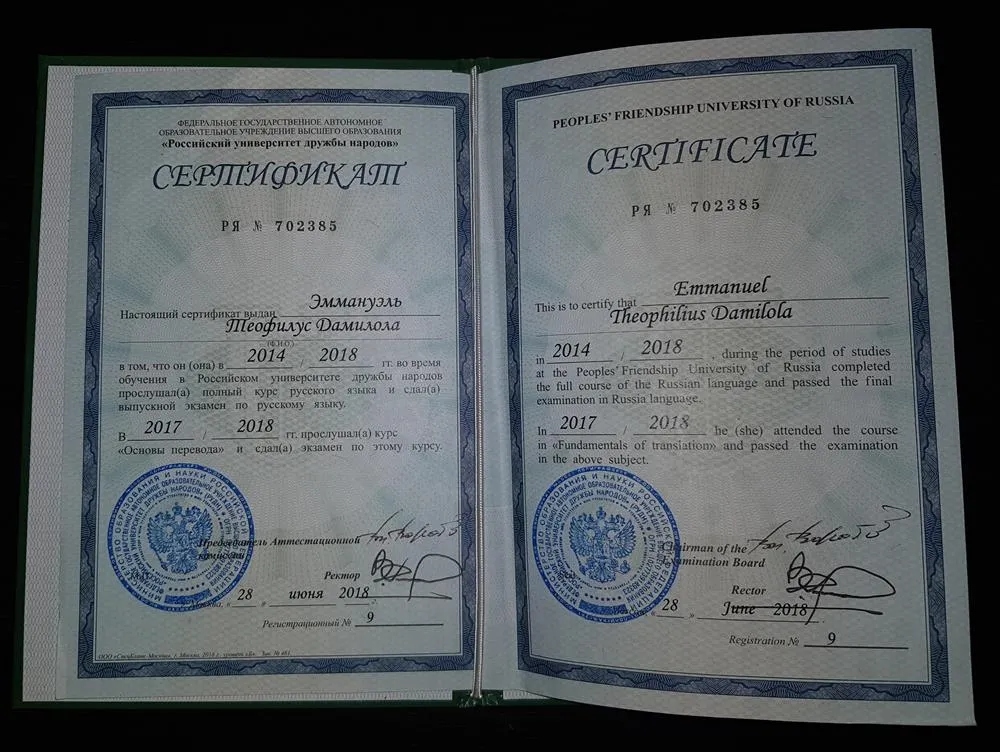 ФЕДЕРАЛЬНОЕ ГОСУДАРСТВЕННОЕ АВТОНОМНОЕ
ОБРАЗОВАТЕЛЬНОЕ УЧРЕЖДЕНИЕ ВЫСШЕГО ОБРАЗОВАНИЯ
«Российский университет дружбы народов»
СЕРТИФИКАТ
РЯ № 702385
Настоящий сертификат выдан Эммануэль
Теофилус Дамилола
(Ф.И.О.)
в том, что он (она) в 2014 / 2018 гг. во время
обучения в Российском университете дружбы народов
прослушал(а) полный курс русского языка и сдал(а)
выпускной экзамен по русскому языку.
В 2017 / 2018 гг. прослушал(а) курс
«Основы перевода» и сдал(а) экзамен по этому курсу.
Председатель Аттестационной
комиссии
Ректор
Москва, « 28 » июня 2018
Регистрационный № 9
PEOPLES' FRIENDSHIP UNIVERSITY OF RUSSIA
CERTIFICATE
РЯ № 702385
This is to certify that Emmanuel
Theophilius Damilola
in 2014 / 2018 , during the period of studies
at the Peoples' Friendship University of Russia completed
the full course of the Russian language and passed the final
examination in Russia language.
In 2017 / 2018 he (she) attended the course
in «Fundamentals of translation» and passed the examination
in the above subject.
Chairman of the
Examination Board
Rector
28 » June 2018
Registration № 9